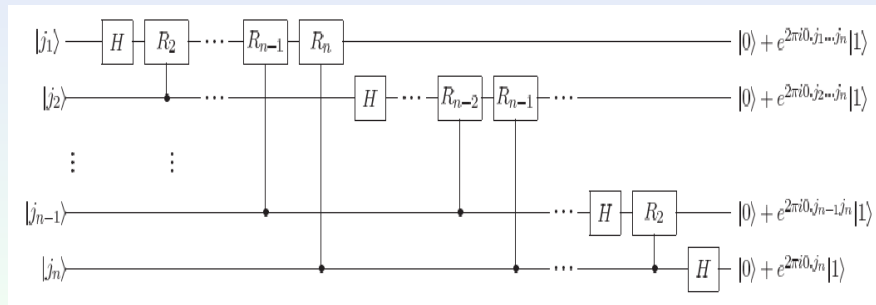 |j₁⟩ H R₂ ⋯ Rₙ₋₁ Rₙ |0⟩ + e^{2πi0.j₁…jₙ}|1⟩
|j₂⟩ ⋯ H ⋯ Rₙ₋₂ Rₙ₋₁ ⋯ |0⟩ + e^{2πi0.j₂…jₙ}|1⟩
⋮ ⋮
|jₙ₋₁⟩ ⋯ H R₂ |0⟩ + e^{2πi0.jₙ₋₁jₙ}|1⟩
|jₙ⟩ ⋯ H |0⟩ + e^{2πi0.jₙ}|1⟩